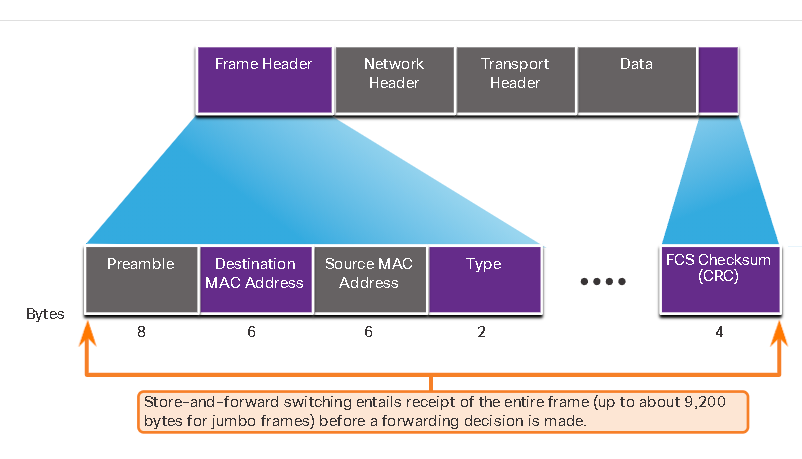 Frame Header
Network
Header
Transport
Header
Data
Preamble
Destination
MAC Address
Source MAC
Address
Type
FCS Checksum
(CRC)
Bytes
8
6
6
2
4
Store-and-forward switching entails receipt of the entire frame (up to about 9,200
bytes for jumbo frames) before a forwarding decision is made.